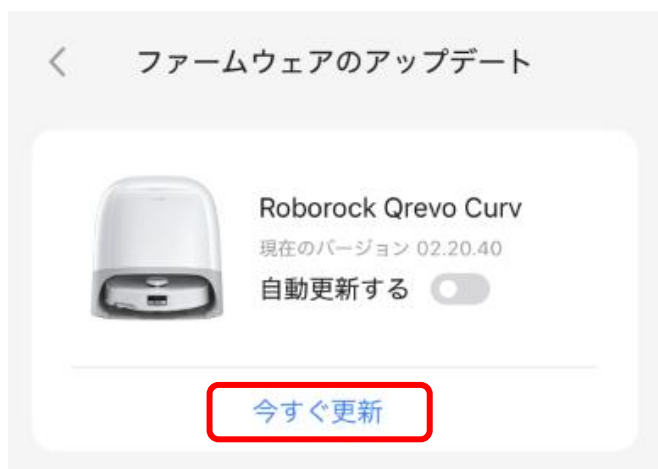 ファームウェアのアップデート
Roborock Qrevo Curv
現在のバージョン 02.20.40
自動更新する
今すぐ更新